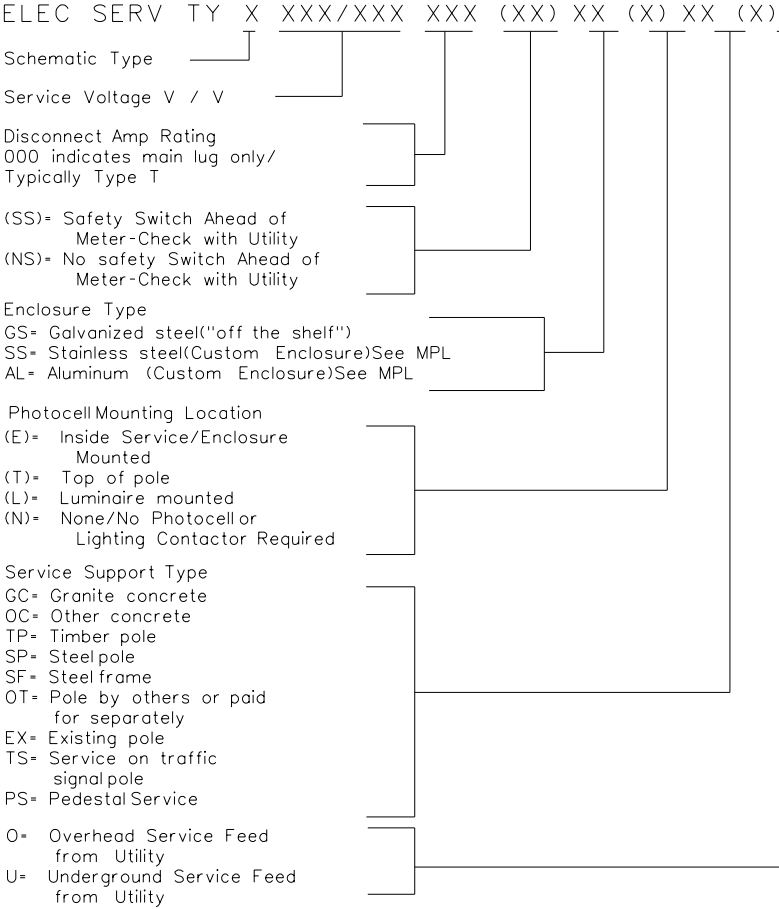 ELEC SERV TY X XXX/XXX XXX (XX) XX (X) XX (X)
Schematic Type
Service Voltage V / V
Disconnect Amp Rating
000 indicates main lug only/
Typically Type T
(SS)= Safety Switch Ahead of
Meter-Check with Utility
(NS)= No safety Switch Ahead of
Meter-Check with Utility
Enclosure Type
GS= Galvanized steel("off the shelf")
SS= Stainless steel(Custom Enclosure)See MPL
AL= Aluminum (Custom Enclosure)See MPL
Photocell Mounting Location
(E)= Inside Service/Enclosure
Mounted
(T)= Top of pole
(L)= Luminaire mounted
(N)= None/No Photocell or
Lighting Contactor Required
Service Support Type
GC= Granite concrete
OC= Other concrete
TP= Timber pole
SP= Steel pole
SF= Steel frame
OT= Pole by others or paid
for separately
EX= Existing pole
TS= Service on traffic
signal pole
PS= Pedestal Service
O= Overhead Service Feed
from Utility
U= Underground Service Feed
from Utility